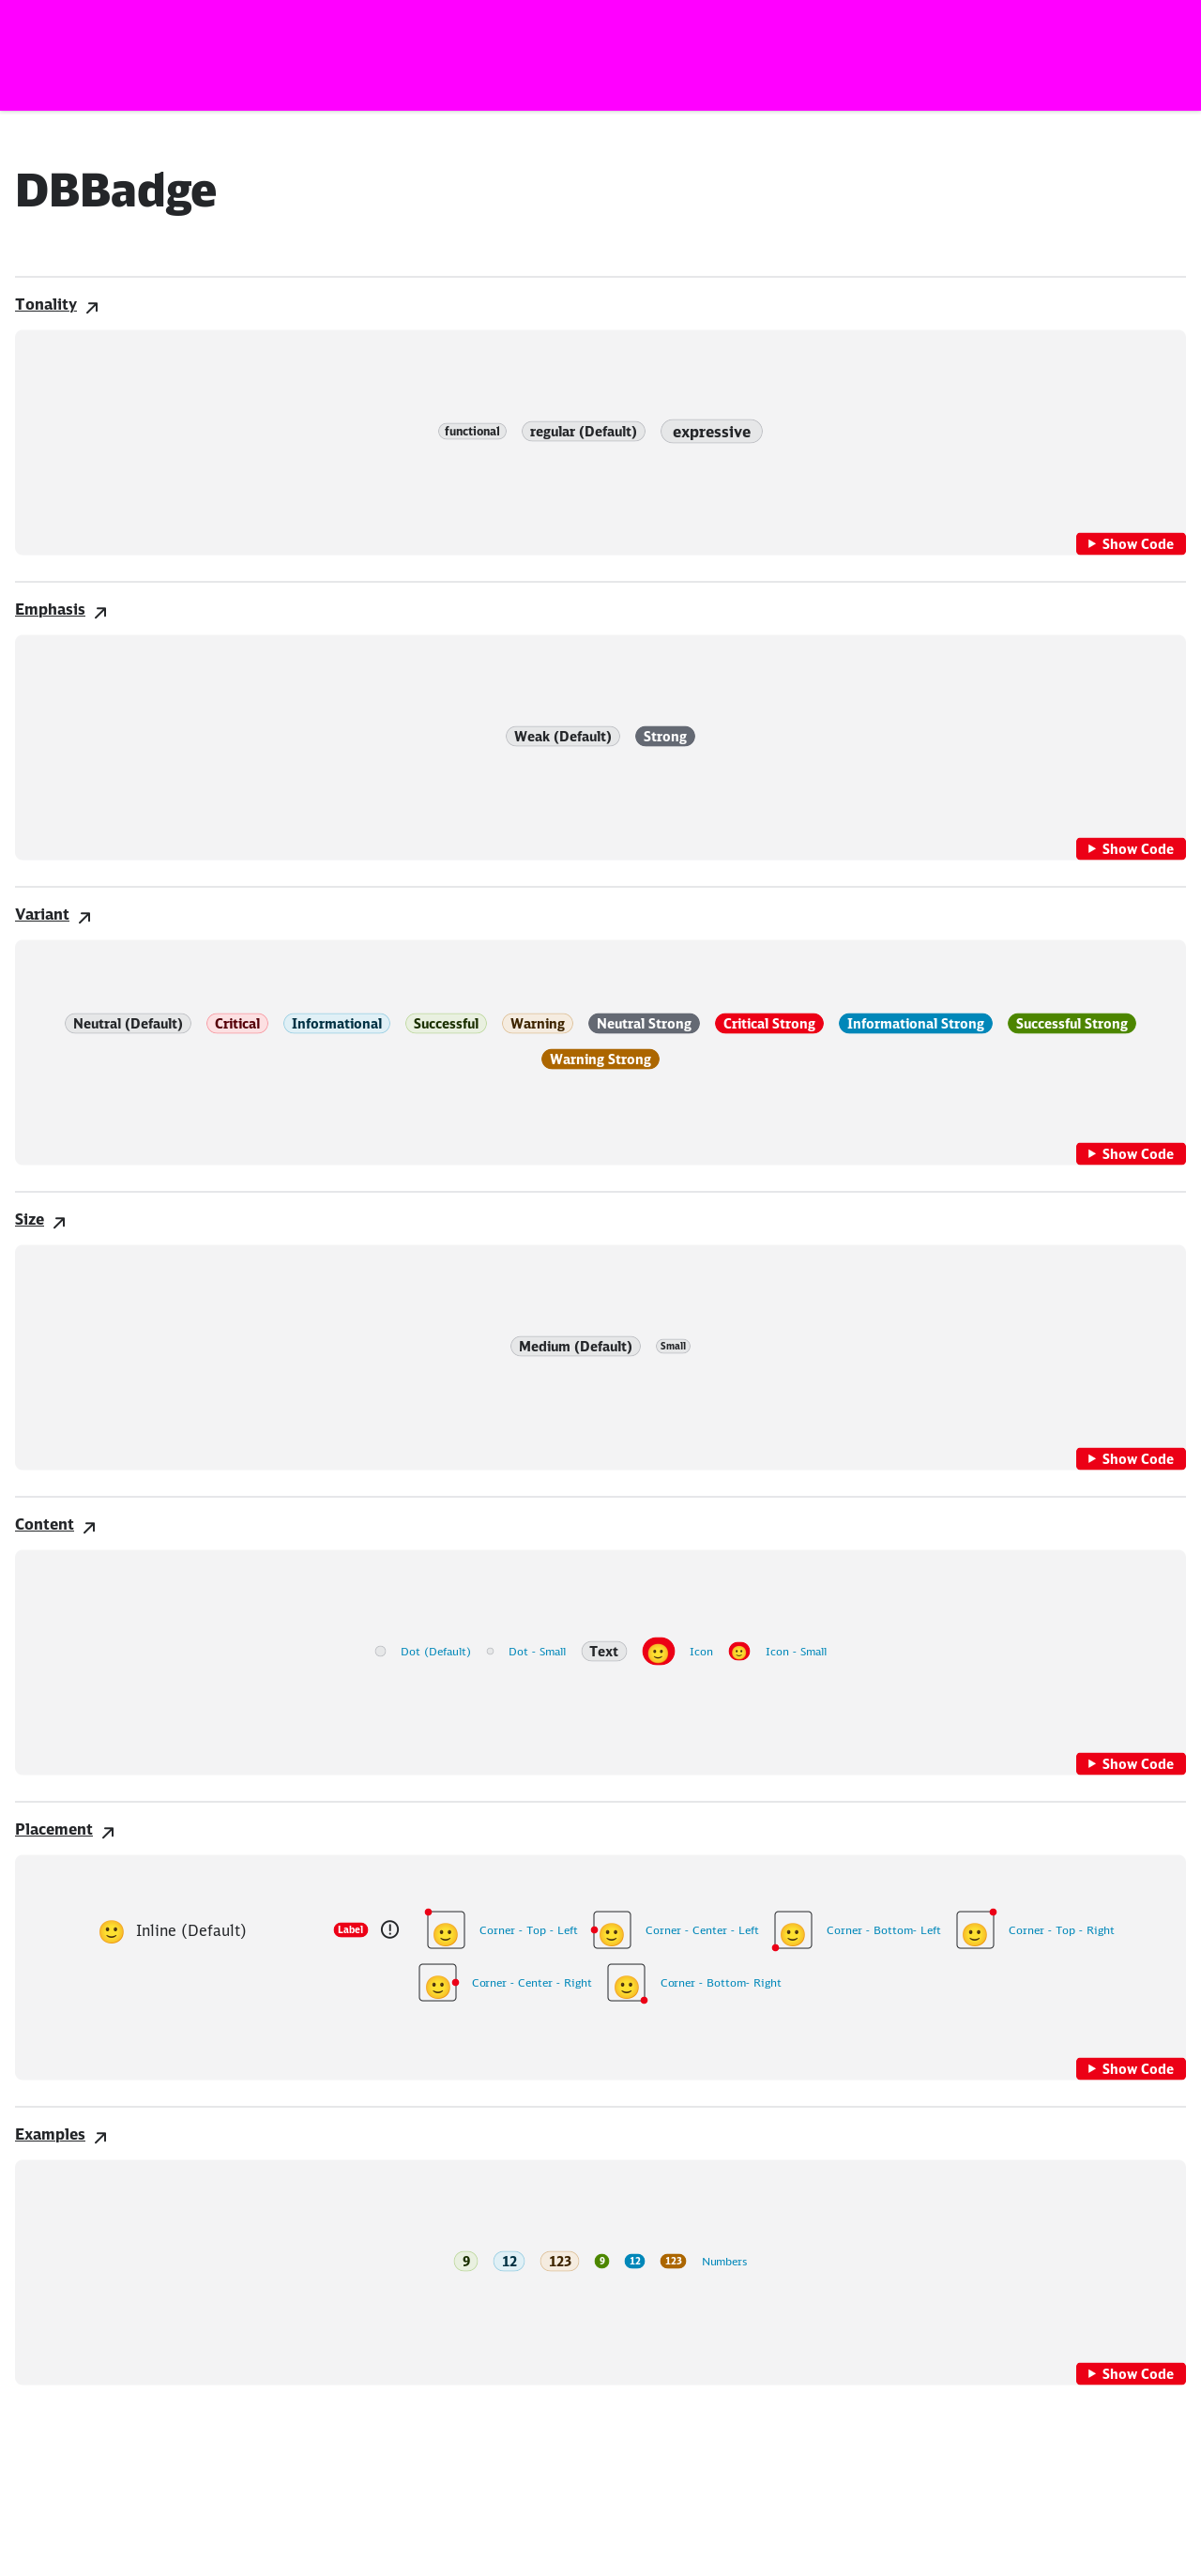 DBBadge
Tonality
functional regular (Default) expressive
Show Code
Emphasis
Weak (Default) Strong
Show Code
Variant
Neutral (Default) Critical Informational Successful Warning Neutral Strong Critical Strong Informational Strong Successful Strong
Warning Strong
Show Code
Size
Medium (Default) Small
Show Code
Content
Dot (Default) Dot - Small Text Icon Icon - Small
Show Code
Placement
Inline (Default) Label Corner - Top - Left Corner - Center - Left Corner - Bottom- Left Corner - Top - Right
Corner - Center - Right Corner - Bottom- Right
Show Code
Examples
9 12 123 9 12 123 Numbers
Show Code